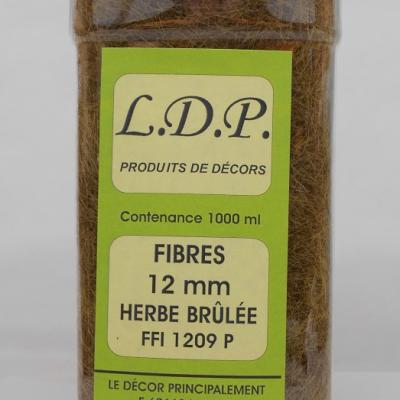 L.D.P.
PRODUITS DE DÉCORS
Contenance 1000 ml
FIBRES
12 mm
HERBE BRÛLÉE
FFI 1209 P
LE DÉCOR PRINCIPALEMENT